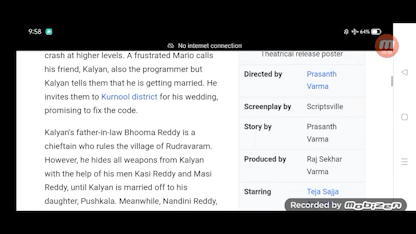 9:58
64%
No internet connection
crash at higher levels. A frustrated Mario calls
his friend, Kalyan, also the programmer but
Kalyan tells them that he is getting married. He
invites them to Kurnool district for his wedding,
promising to fix the code.
Kalyan's father-in-law Bhooma Reddy is a
chieftain who rules the village of Rudravaram.
However, he hides all weapons from Kalyan
with the help of his men Kasi Reddy and Masi
Reddy, until Kalyan is married off to his
daughter, Pushkala. Meanwhile, Nandini Reddy,
Theatrical release poster
Directed by Prasanth
Varma
Screenplay by Scriptsville
Story by Prasanth
Varma
Produced by Raj Sekhar
Varma
Starring Teja Sajja
Recorded by MOBIZEN